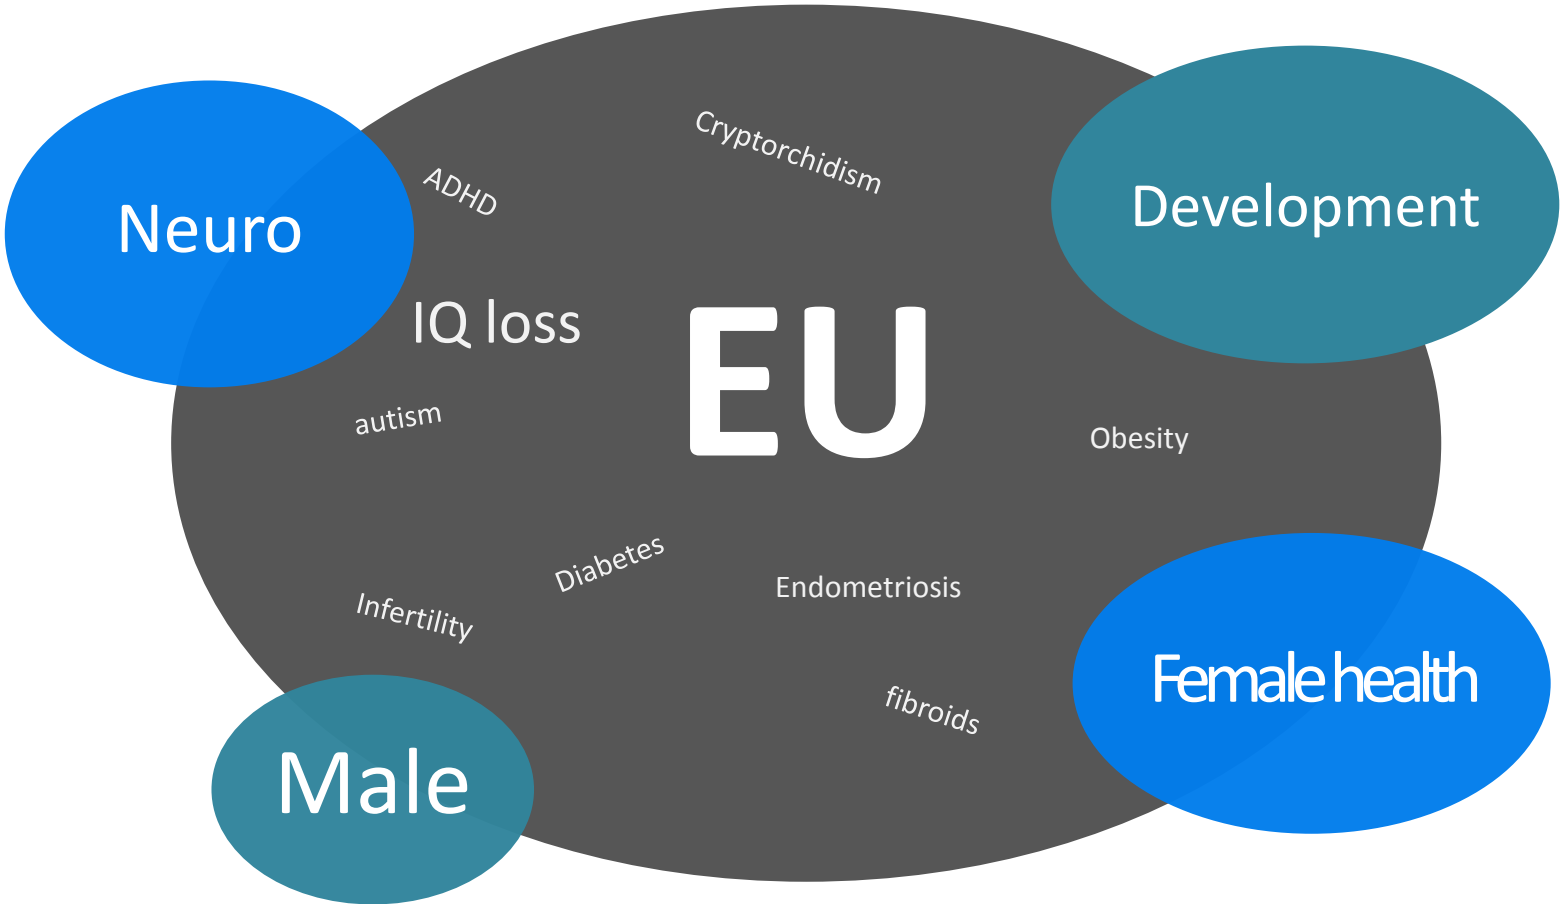 Cryptorchidism
ADHD
Neuro
Development
IQ loss
EU
autism
Obesity
Diabetes
Endometriosis
Infertility
Female health
fibroids
Male